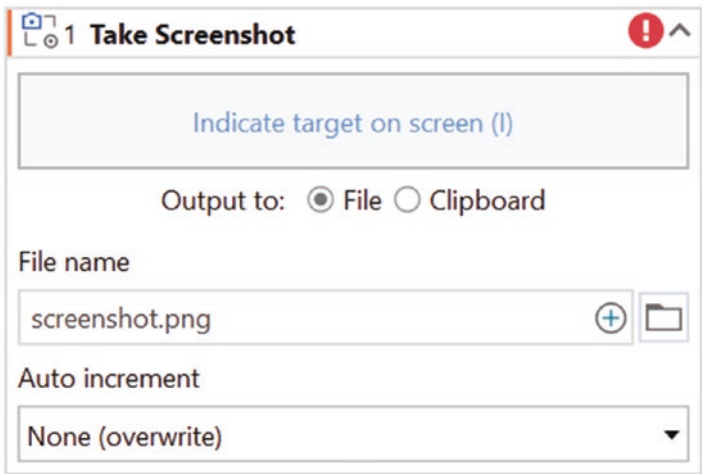 1 Take Screenshot
Indicate target on screen (I)
Output to: File Clipboard
File name
screenshot.png
Auto increment
None (overwrite)